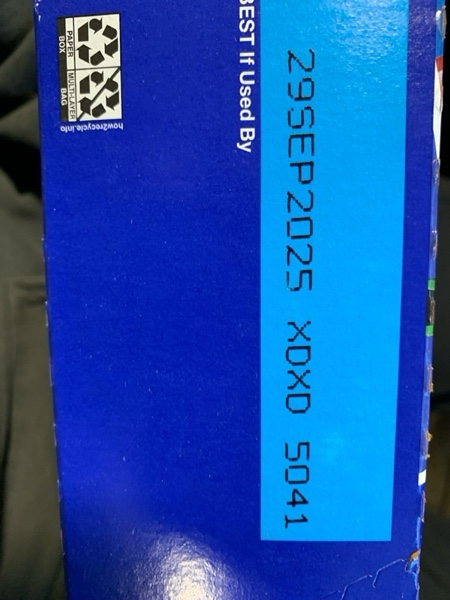 BEST If Used By
29SEP2025 XDXD 5041
PAPER
BOX
MULTI-LAYER
BAG
how2recycle.info